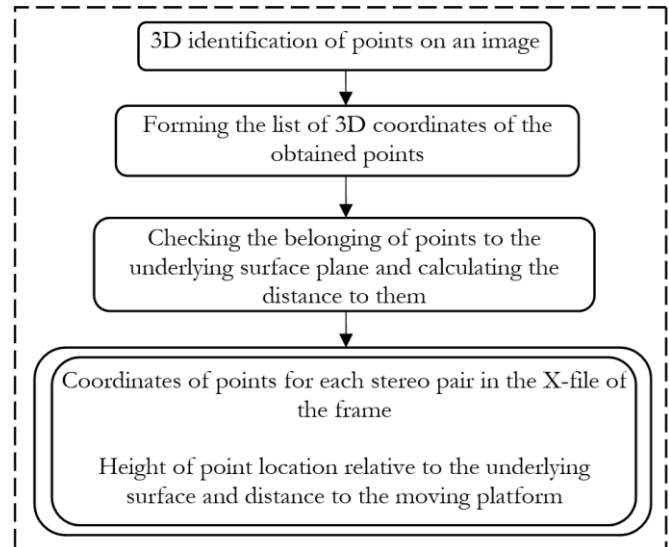 3D identification of points on an image
Forming the list of 3D coordinates of the
obtained points
Checking the belonging of points to the
underlying surface plane and calculating the
distance to them
Coordinates of points for each stereo pair in the X-file of
the frame
Height of point location relative to the underlying
surface and distance to the moving platform